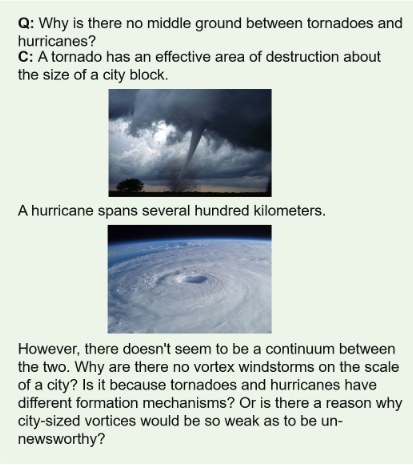 Q: Why is there no middle ground between tornadoes and
hurricanes?
C: A tornado has an effective area of destruction about
the size of a city block.
A hurricane spans several hundred kilometers.
However, there doesn't seem to be a continuum between
the two. Why are there no vortex windstorms on the scale
of a city? Is it because tornadoes and hurricanes have
different formation mechanisms? Or is there a reason why
city-sized vortices would be so weak as to be un-
newsworthy?